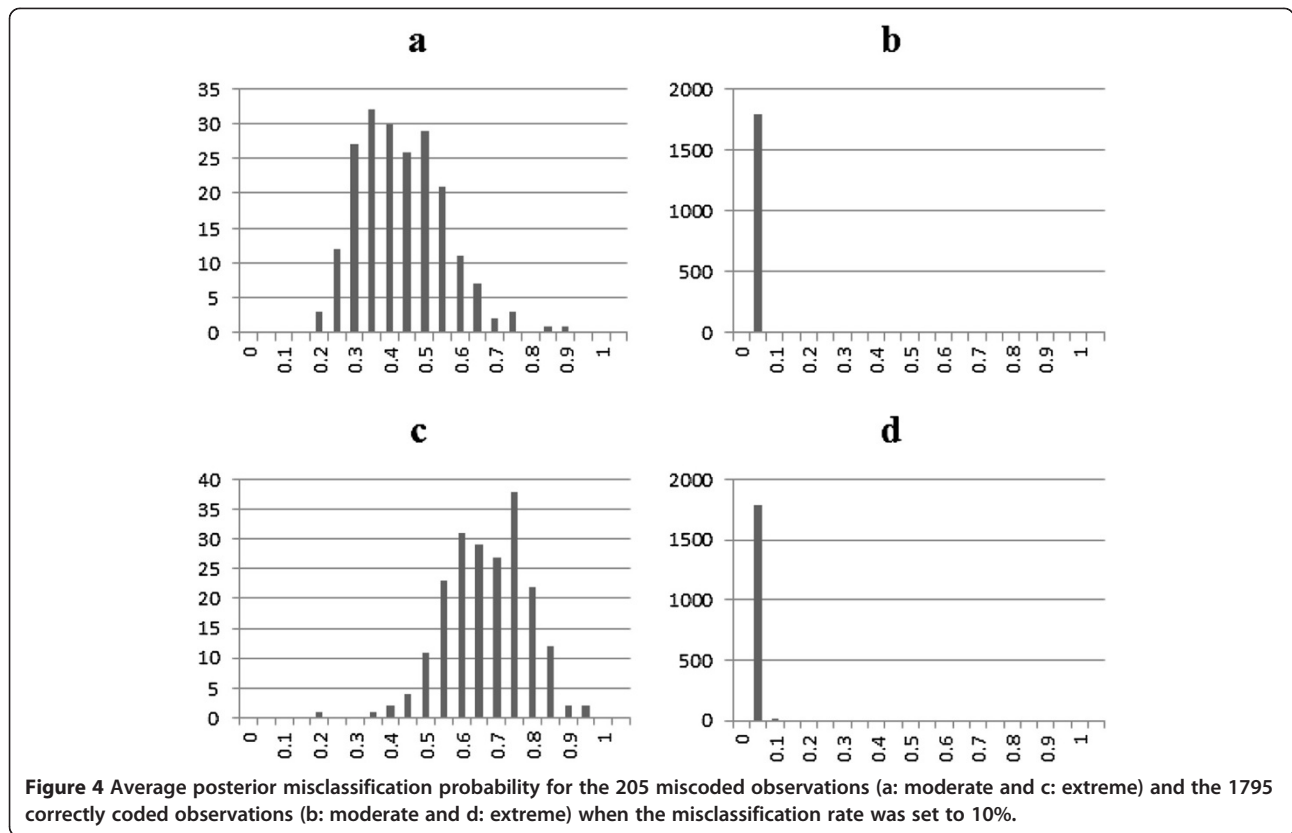 a
35
30
25
20
15
10
5
0
0 0.1 0.2 0.3 0.4 0.5 0.6 0.7 0.8 0.9 1
b
2000
1500
1000
500
0
0 0.1 0.2 0.3 0.4 0.5 0.6 0.7 0.8 0.9 1
c
40
35
30
25
20
15
10
5
0
0 0.1 0.2 0.3 0.4 0.5 0.6 0.7 0.8 0.9 1
d
2000
1500
1000
500
0
0 0.1 0.2 0.3 0.4 0.5 0.6 0.7 0.8 0.9 1
Figure 4 Average posterior misclassification probability for the 205 miscoded observations (a: moderate and c: extreme) and the 1795
correctly coded observations (b: moderate and d: extreme) when the misclassification rate was set to 10%.